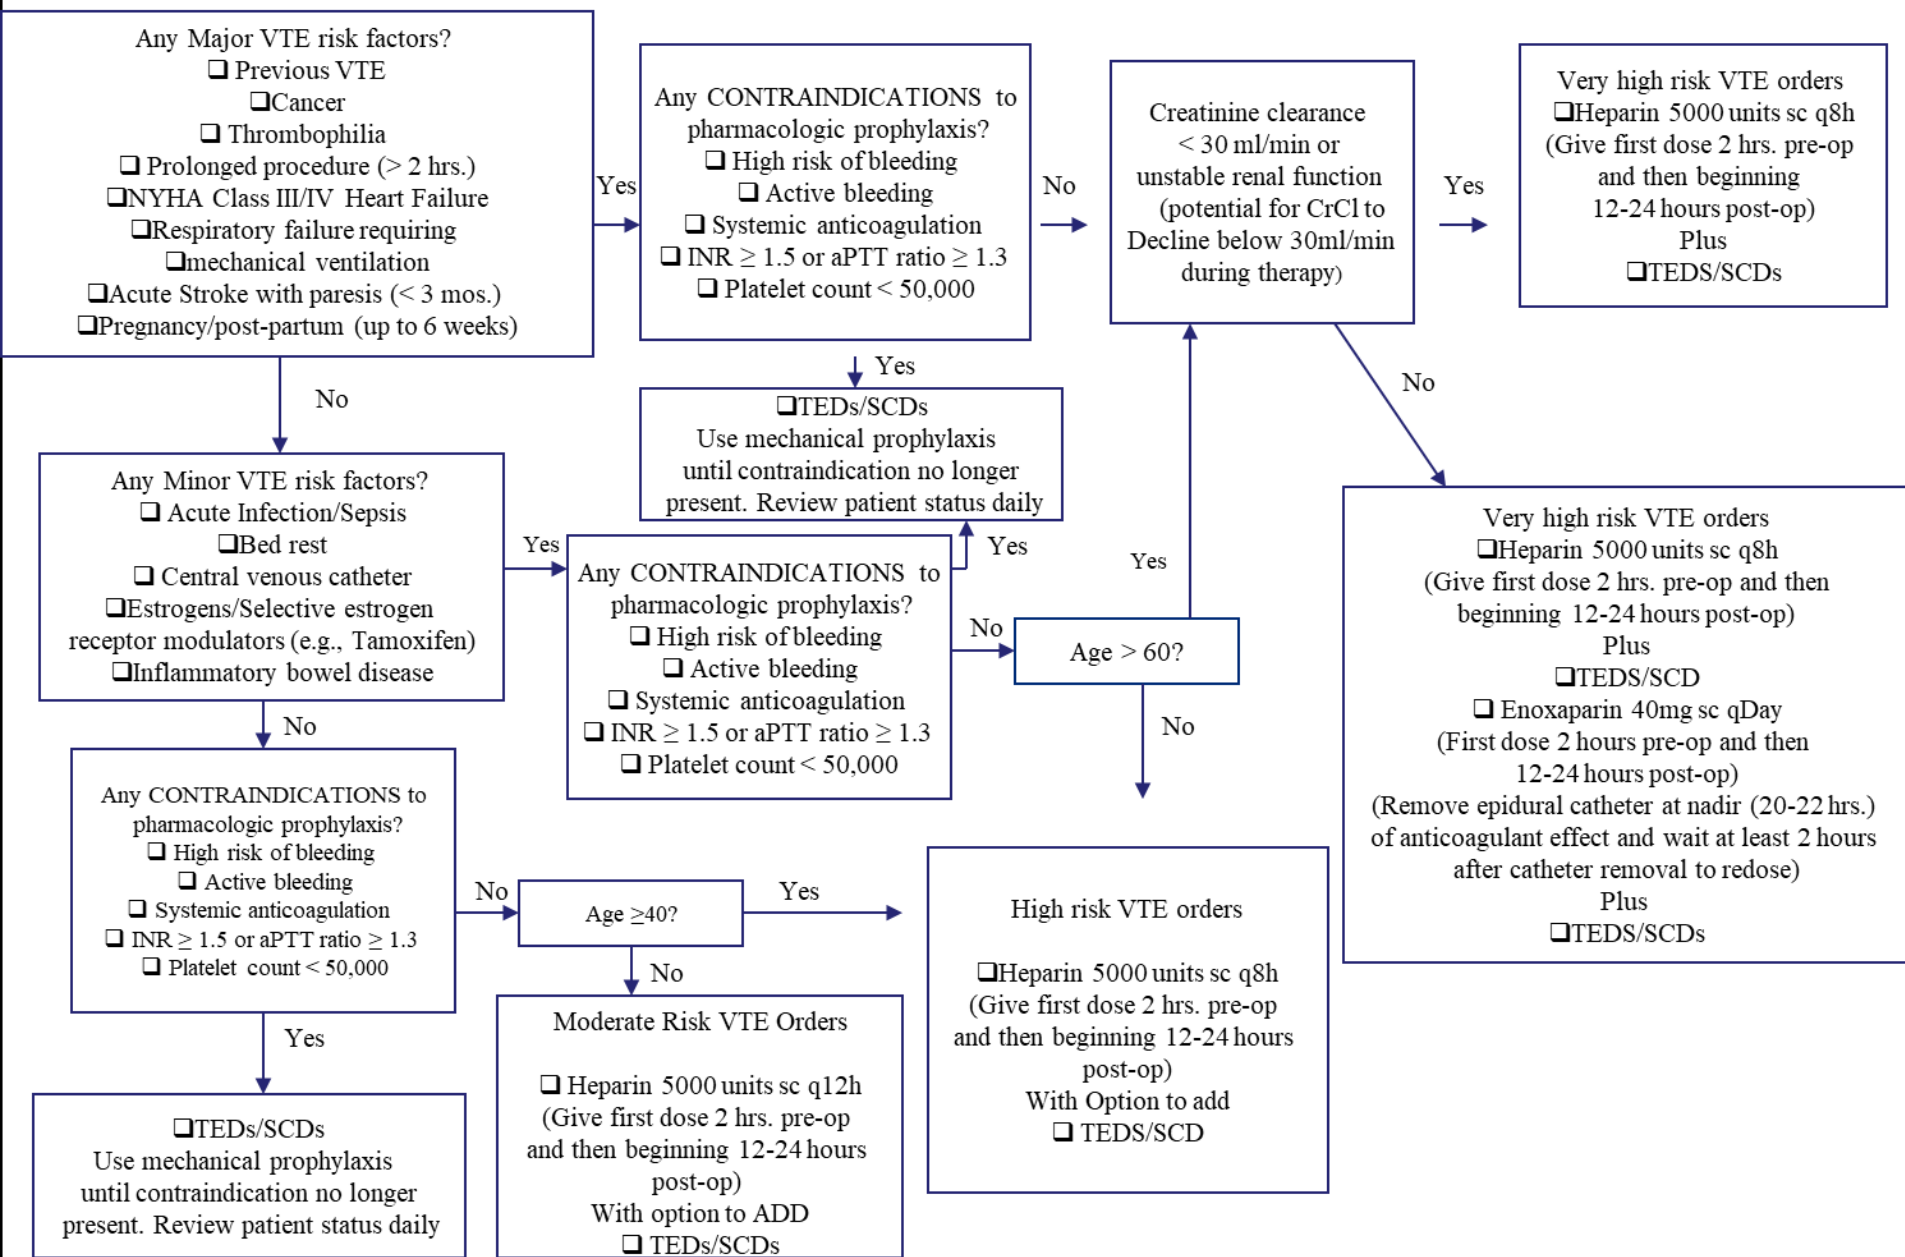 Any Major VTE risk factors?
❑ Previous VTE
❑Cancer
❑ Thrombophilia
❑ Prolonged procedure (> 2 hrs.)
❑NYHA Class III/IV Heart Failure
❑Respiratory failure requiring
❑mechanical ventilation
❑Acute Stroke with paresis (< 3 mos.)
❑Pregnancy/post-partum (up to 6 weeks)
Yes
Any CONTRAINDICATIONS to
pharmacologic prophylaxis?
❑ High risk of bleeding
❑ Active bleeding
❑ Systemic anticoagulation
❑ INR ≥ 1.5 or aPTT ratio ≥ 1.3
❑ Platelet count < 50,000
No
Creatinine clearance
< 30 ml/min or
unstable renal function
(potential for CrCl to
Decline below 30ml/min
during therapy)
Yes
Very high risk VTE orders
❑Heparin 5000 units sc q8h
(Give first dose 2 hrs. pre-op
and then beginning
12-24 hours post-op)
Plus
❑TEDS/SCDs
No
Yes
No
❑TEDs/SCDs
Use mechanical prophylaxis
until contraindication no longer
present. Review patient status daily
Any Minor VTE risk factors?
❑ Acute Infection/Sepsis
❑Bed rest
❑ Central venous catheter
❑Estrogens/Selective estrogen
receptor modulators (e.g., Tamoxifen)
❑Inflammatory bowel disease
Yes
Any CONTRAINDICATIONS to
pharmacologic prophylaxis?
❑ High risk of bleeding
❑ Active bleeding
❑ Systemic anticoagulation
❑ INR ≥ 1.5 or aPTT ratio ≥ 1.3
❑ Platelet count < 50,000
Yes
No
Age > 60?
Yes
No
Very high risk VTE orders
❑Heparin 5000 units sc q8h
(Give first dose 2 hrs. pre-op and then
beginning 12-24 hours post-op)
Plus
❑TEDS/SCD
❑ Enoxaparin 40mg sc qDay
(First dose 2 hours pre-op and then
12-24 hours post-op)
(Remove epidural catheter at nadir (20-22 hrs.)
of anticoagulant effect and wait at least 2 hours
after catheter removal to redose)
Plus
❑TEDS/SCDs
No
Any CONTRAINDICATIONS to
pharmacologic prophylaxis?
❑ High risk of bleeding
❑ Active bleeding
❑ Systemic anticoagulation
❑ INR ≥ 1.5 or aPTT ratio ≥ 1.3
❑ Platelet count < 50,000
No
Age ≥40?
Yes
High risk VTE orders
❑Heparin 5000 units sc q8h
(Give first dose 2 hrs. pre-op
and then beginning 12-24 hours
post-op)
With Option to add
❑ TEDS/SCD
No
Moderate Risk VTE Orders
❑ Heparin 5000 units sc q12h
(Give first dose 2 hrs. pre-op
and then beginning 12-24 hours
post-op)
With option to ADD
❑ TEDs/SCDs
Yes
❑TEDs/SCDs
Use mechanical prophylaxis
until contraindication no longer
present. Review patient status daily